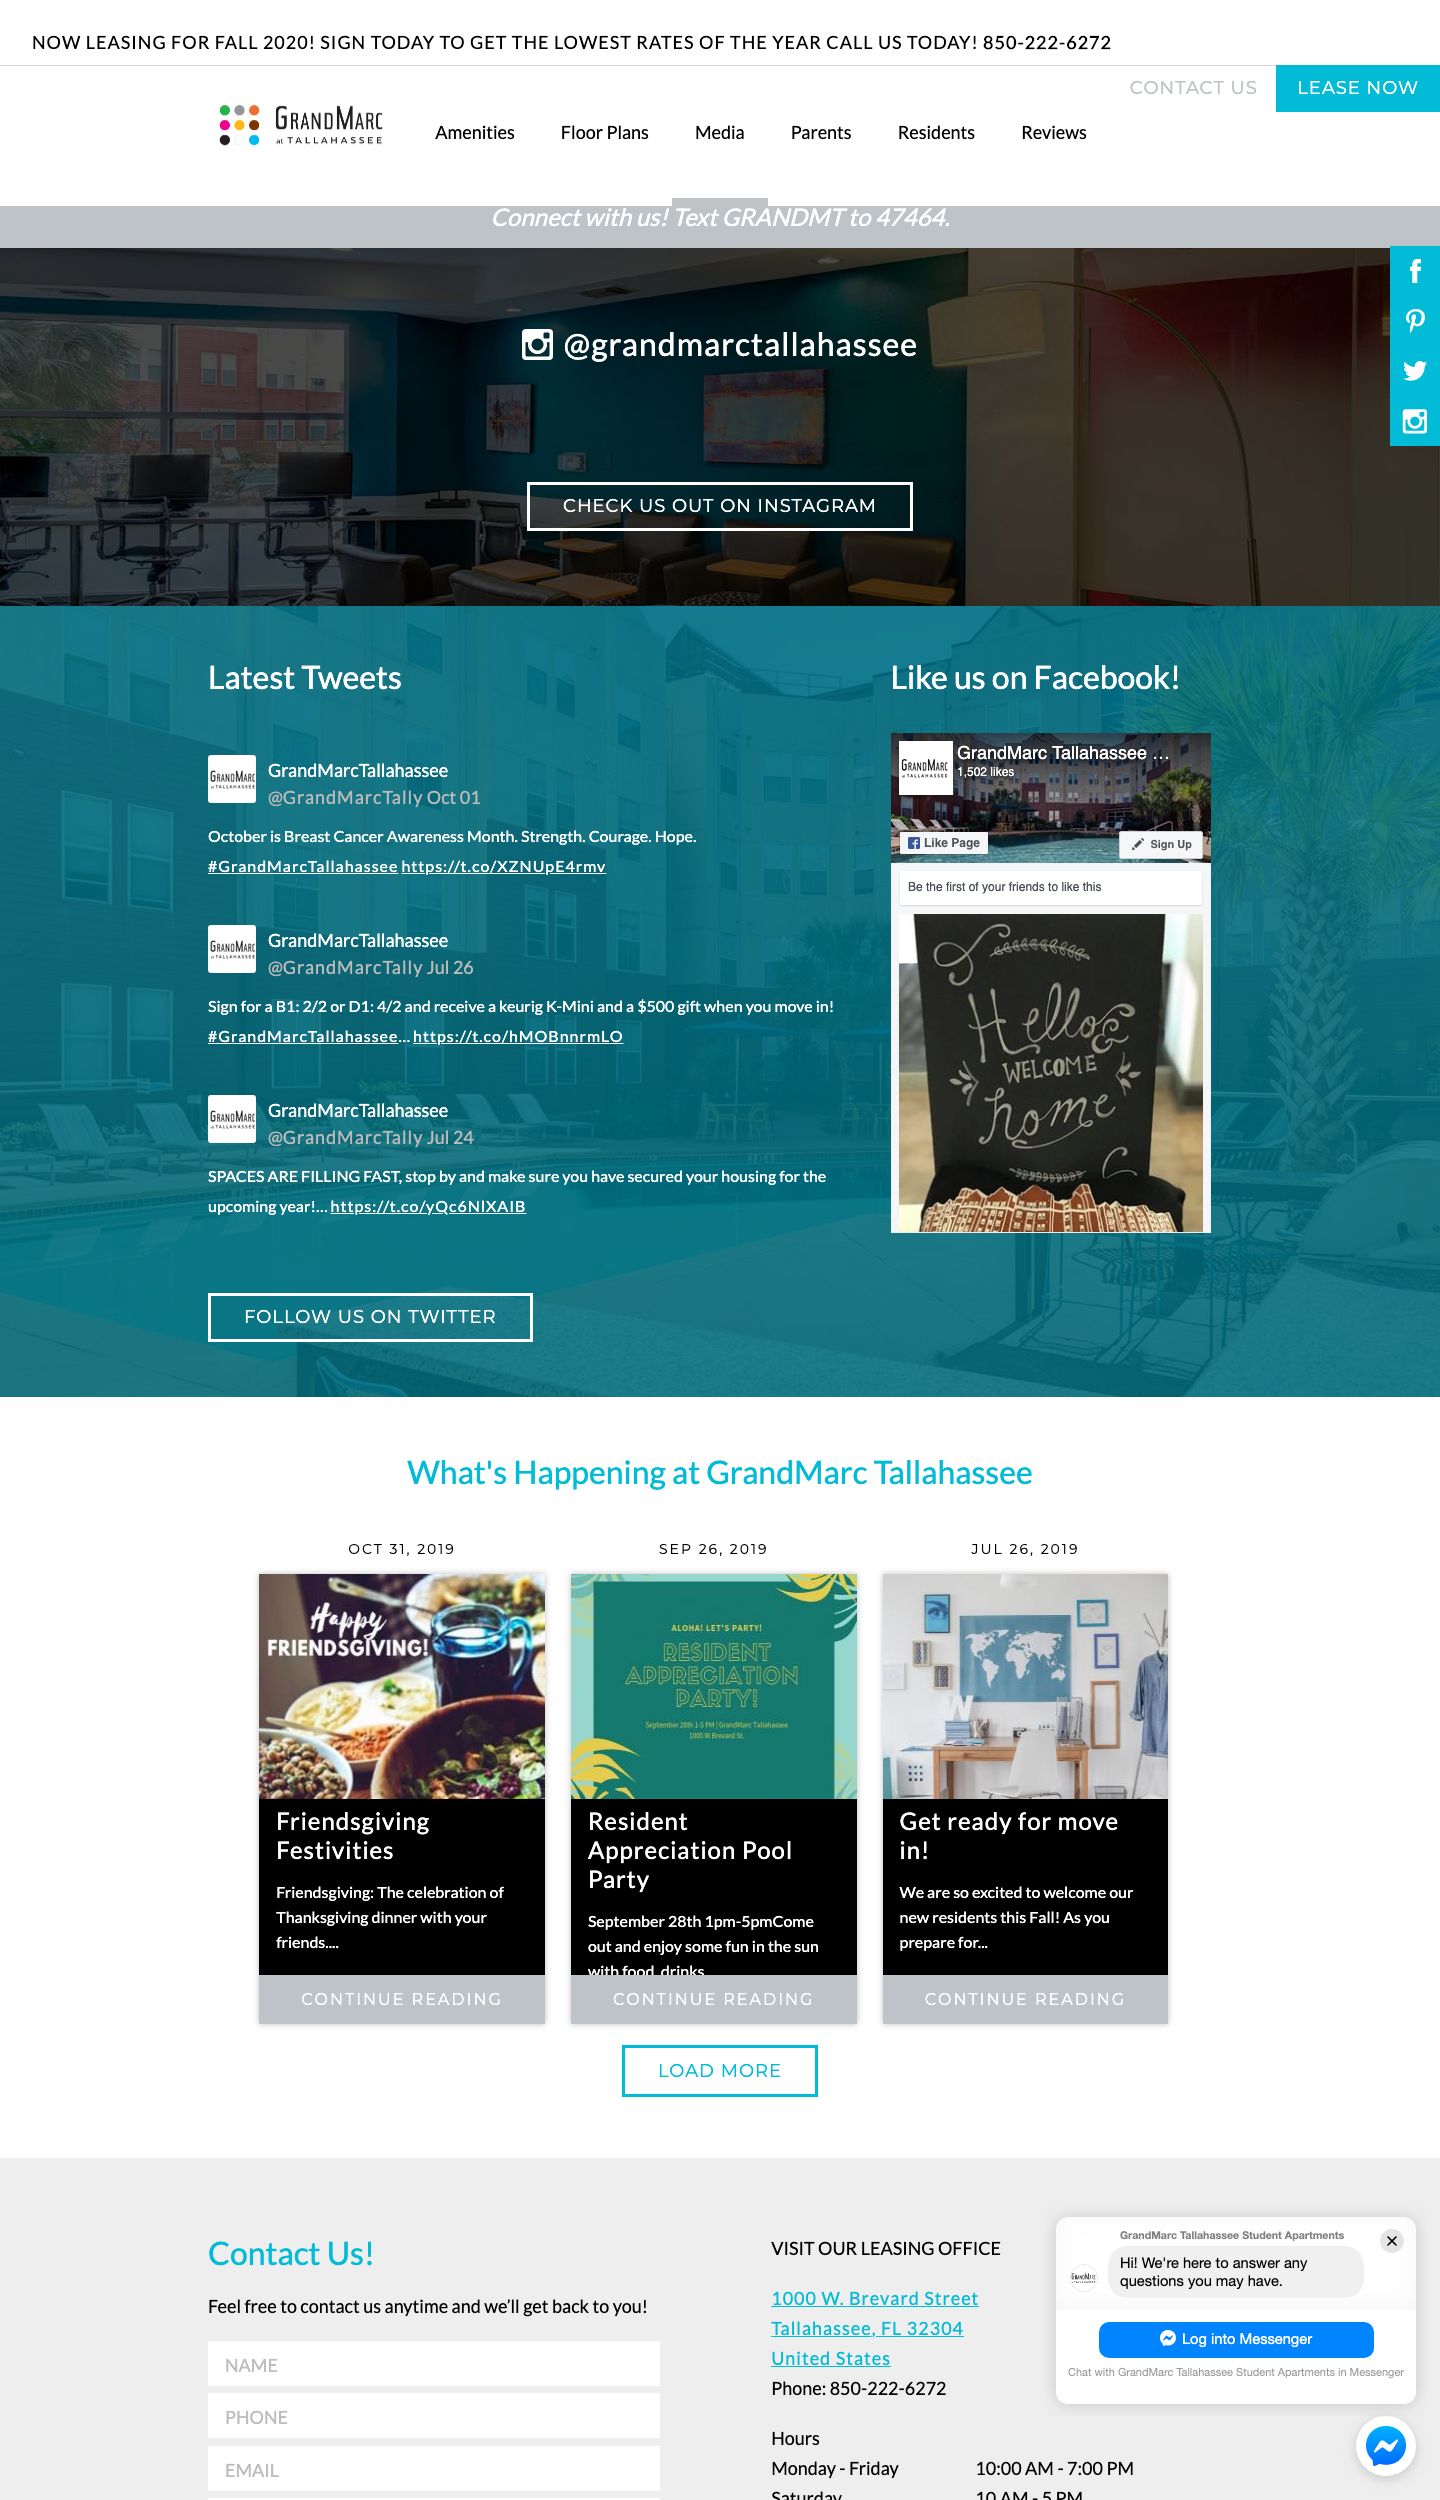 NOW LEASING FOR FALL 2020! SIGN TODAY TO GET THE LOWEST RATES OF THE YEAR CALL US TODAY! 850-222-6272
CONTACT US
LEASE NOW
GRANDMARC
at TALLAHASSEE
Amenities
Floor Plans
Media
Parents
Residents
Reviews
Connect with us! Text GRANDMT to 47464.
@grandmarctallahassee
CHECK US OUT ON INSTAGRAM
Latest Tweets
GRANDMARC
at TALLAHASSEE
GrandMarcTallahassee
@GrandMarcTally Oct 01
October is Breast Cancer Awareness Month. Strength. Courage. Hope.
#GrandMarcTallahassee https://t.co/XZNUpE4rmv
GRANDMARC
at TALLAHASSEE
GrandMarcTallahassee
@GrandMarcTally Jul 26
Sign for a B1: 2/2 or D1: 4/2 and receive a keurig K-Mini and a $500 gift when you move in!
#GrandMarcTallahassee... https://t.co/hMOBnnrmLO
GRANDMARC
at TALLAHASSEE
GrandMarcTallahassee
@GrandMarcTally Jul 24
SPACES ARE FILLING FAST, stop by and make sure you have secured your housing for the
upcoming year!... https://t.co/yQc6NlXAIB
FOLLOW US ON TWITTER
Like us on Facebook!
GRANDMARC
at TALLAHASSEE
GrandMarc Tallahassee ...
1,502 likes
Like Page
Sign Up
Be the first of your friends to like this
Hello &
WELCOME
home
What's Happening at GrandMarc Tallahassee
OCT 31, 2019
Happy
FRIENDSGIVING!
Friendsgiving
Festivities
Friendsgiving: The celebration of
Thanksgiving dinner with your
friends....
CONTINUE READING
SEP 26, 2019
ALOHA! LET'S PARTY!
RESIDENT
APPRECIATION
PARTY!
September 28th 1-5 PM | GrandMarc Tallahassee
1000 W Brevard St.
Resident
Appreciation Pool
Party
September 28th 1pm-5pmCome
out and enjoy some fun in the sun
with food, drinks
CONTINUE READING
JUL 26, 2019
W
Get ready for move
in!
We are so excited to welcome our
new residents this Fall! As you
prepare for...
CONTINUE READING
LOAD MORE
Contact Us!
Feel free to contact us anytime and we'll get back to you!
NAME
PHONE
EMAIL
VISIT OUR LEASING OFFICE
1000 W. Brevard Street
Tallahassee, FL 32304
United States
Phone: 850-222-6272
Hours
Monday - Friday 10:00 AM - 7:00 PM
Saturday 10 AM - 5 PM
GrandMarc Tallahassee Student Apartments
Hi! We're here to answer any
questions you may have.
Log into Messenger
Chat with GrandMarc Tallahassee Student Apartments in Messenger